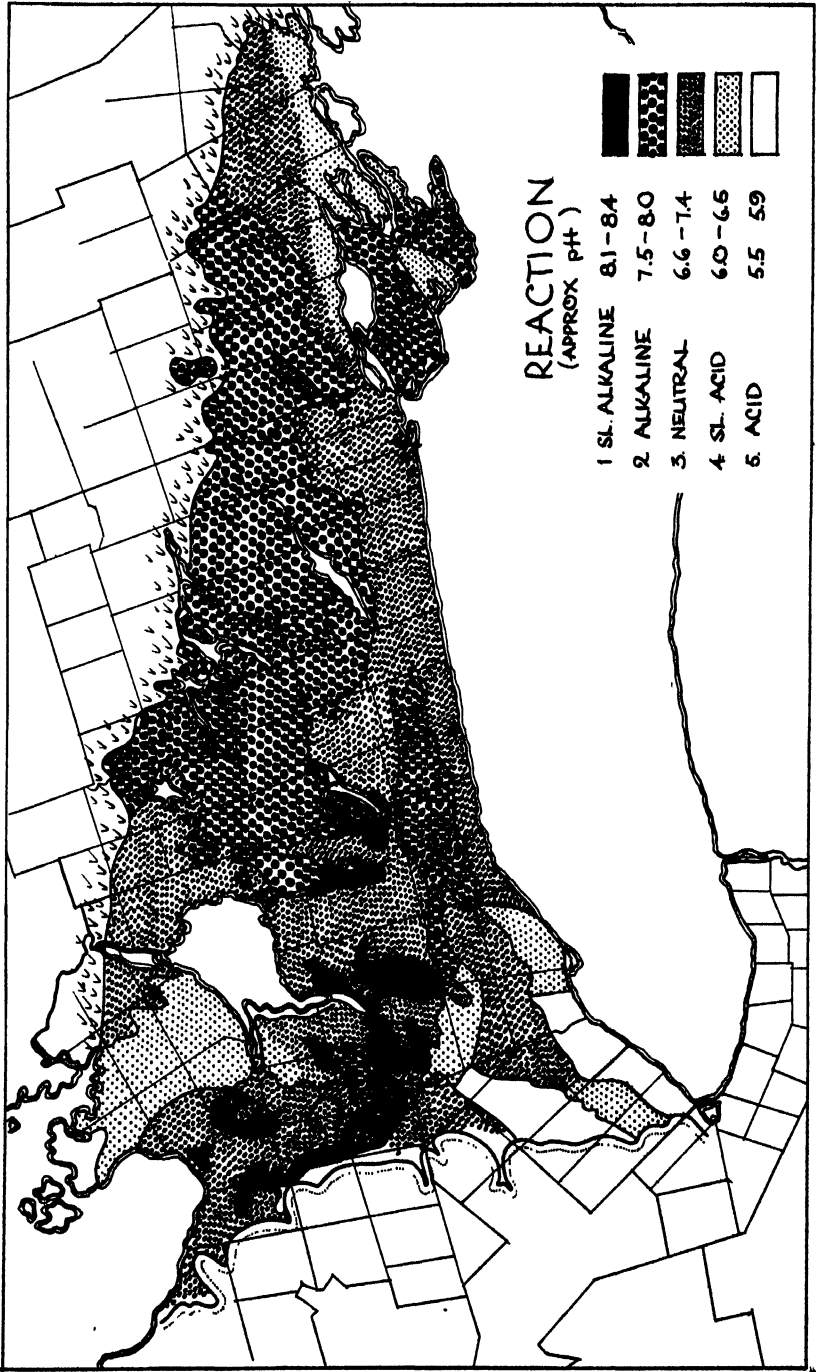 REACTION
(APPROX pH)
1 SL. ALKALINE 8.1-8.4
2 ALKALINE 7.5-8.0
3. NEUTRAL 6.6-7.4
4 SL. ACID 6.0-6.5
5. ACID 5.5 5.9